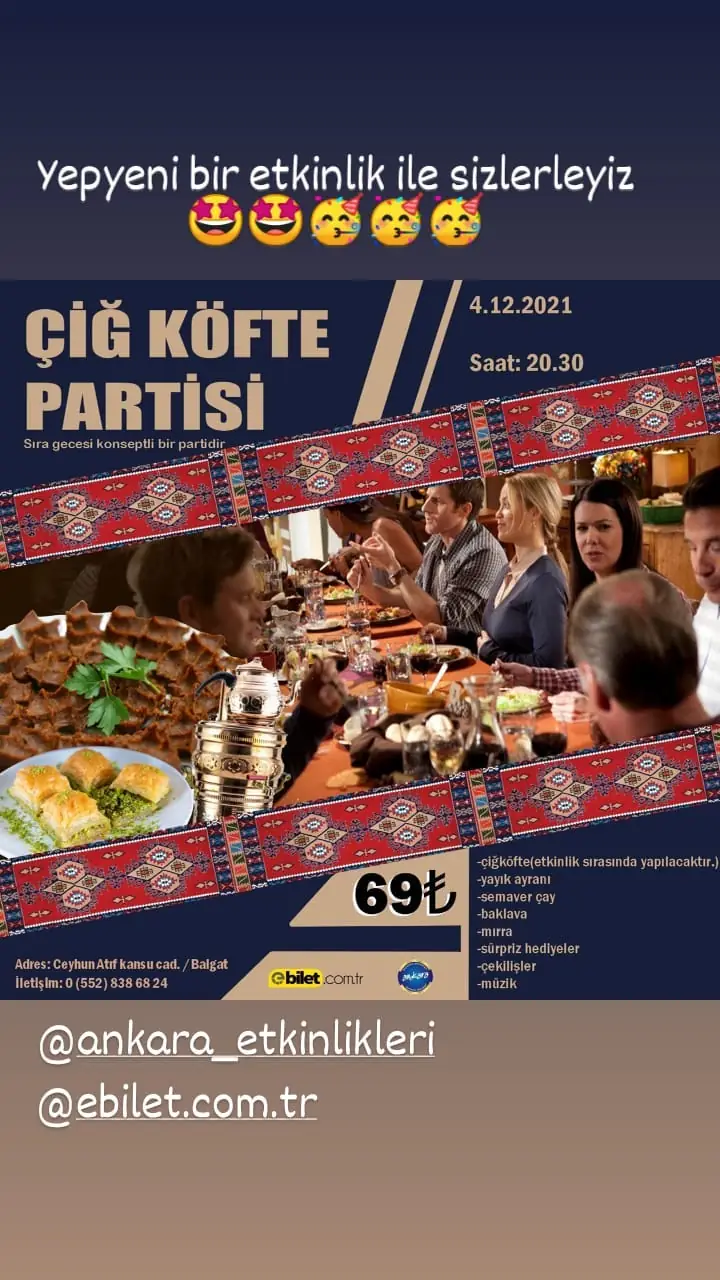 Yepyeni bir etkinlik ile sizlerleyiz
🤩🤩🥳🥳🥳
ÇİĞ KÖFTE
PARTİSİ
Sıra gecesi konseptli bir partidir
4.12.2021
Saat: 20.30
69₺
-çiğköfte(etkinlik sırasında yapılacaktır.)
-yayık ayranı
-semaver çay
-baklava
-mırra
-sürpriz hediyeler
-çekilişler
-müzik
Adres: Ceyhun Atıf kansu cad. /Balgat
İletişim: 0 (552) 838 68 24
ebilet.com.tr
ankara
@ankara_etkinlikleri
@ebilet.com.tr